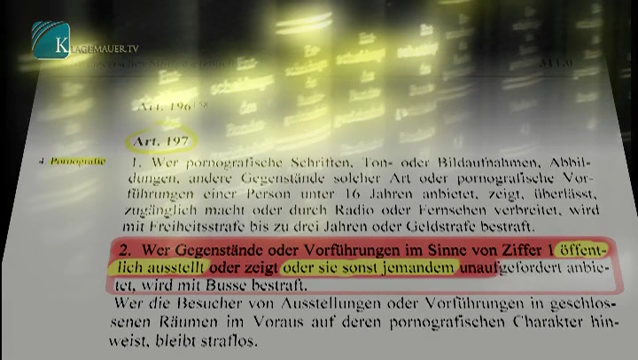 KLAGEMAUER.TV
Art. 196¹⁵⁸
Art. 197
4. Pornografie
1. Wer pornografische Schriften, Ton- oder Bildaufnahmen, Abbil-
dungen, andere Gegenstände solcher Art oder pornografische Vor-
führungen einer Person unter 16 Jahren anbietet, zeigt, überlässt,
zugänglich macht oder durch Radio oder Fernsehen verbreitet, wird
mit Freiheitsstrafe bis zu drei Jahren oder Geldstrafe bestraft.
2. Wer Gegenstände oder Vorführungen im Sinne von Ziffer 1 öffent-
lich ausstellt oder zeigt oder sie sonst jemandem unaufgefordert anbie-
tet, wird mit Busse bestraft.
Wer die Besucher von Ausstellungen oder Vorführungen in geschlos-
senen Räumen im Voraus auf deren pornografischen Charakter hin-
weist, bleibt straflos.